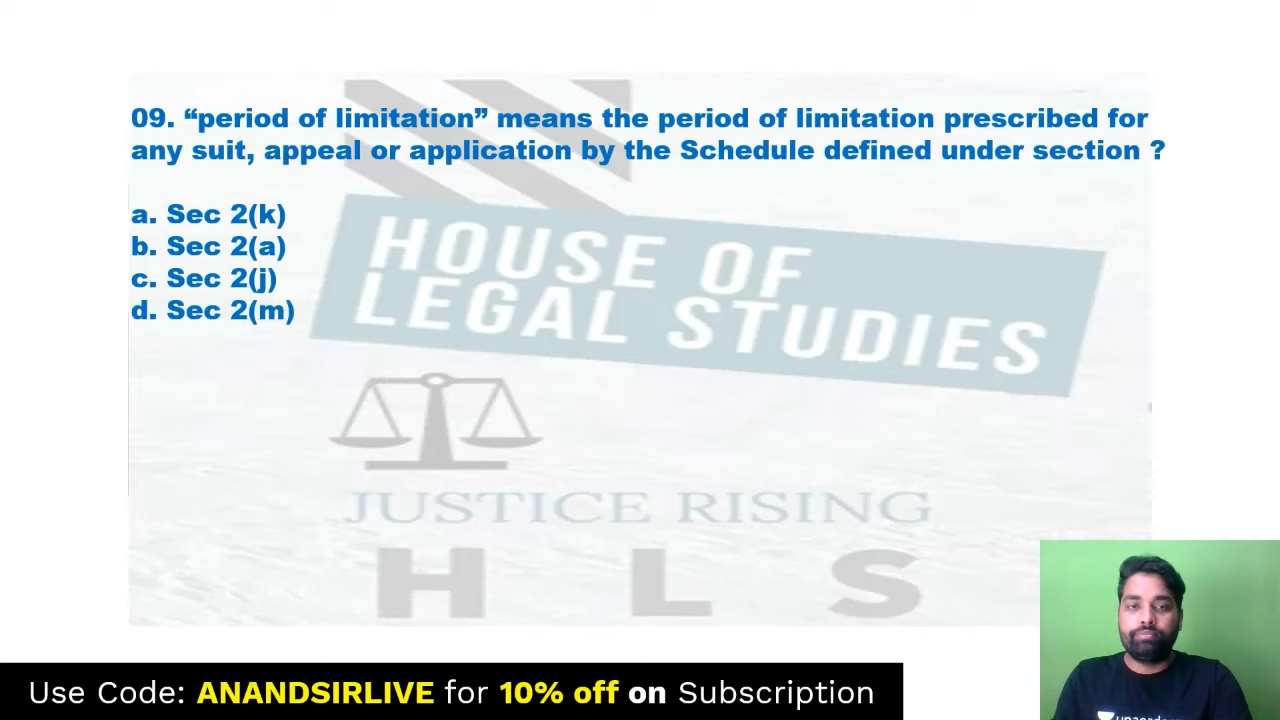 09. “period of limitation” means the period of limitation prescribed for
any suit, appeal or application by the Schedule defined under section ?
a. Sec 2(k)
b. Sec 2(a)
c. Sec 2(j)
d. Sec 2(m)
HOUSE OF
LEGAL STUDIES
JUSTICE RISING
H L S
Use Code: ANANDSIRLIVE for 10% off on Subscription